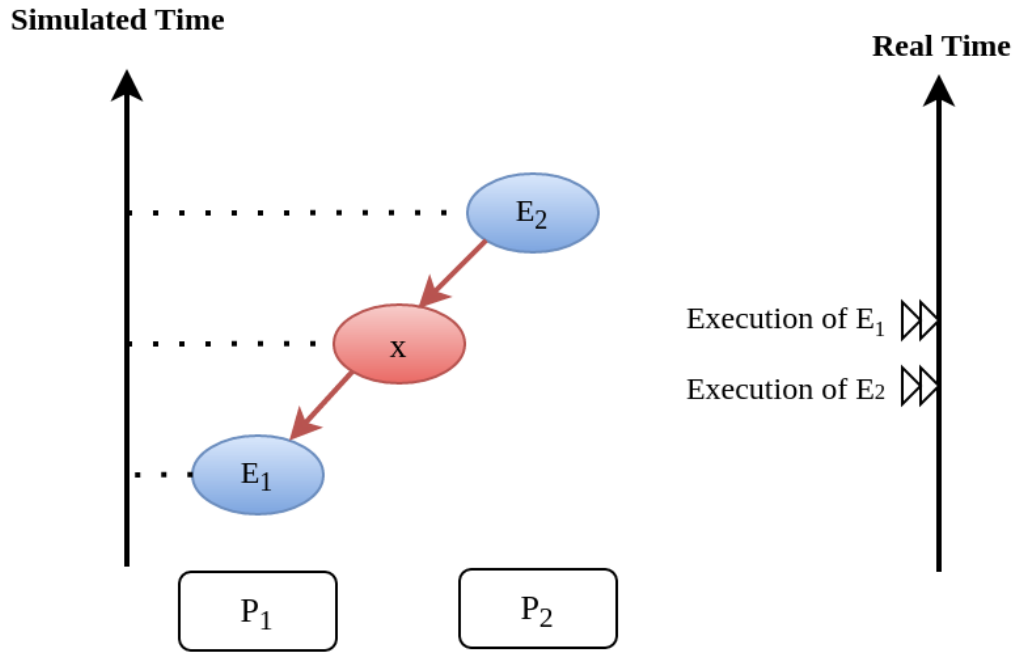 Simulated Time
Real Time
E2
Execution of E1
x
Execution of E2
E1
P1
P2